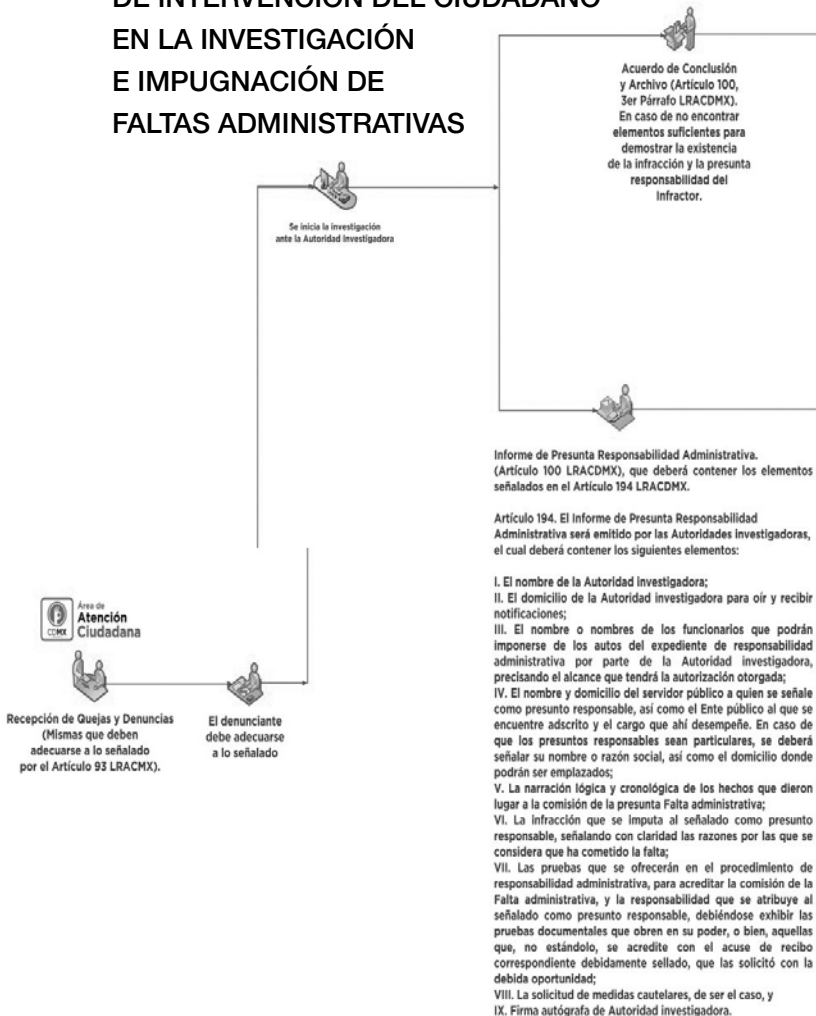 DE INTERVENCIÓN DEL CIUDADANO
EN LA INVESTIGACIÓN
E IMPUGNACIÓN DE
FALTAS ADMINISTRATIVAS
Acuerdo de Conclusión
y Archivo (Artículo 100,
3er Párrafo LRACDMX).
En caso de no encontrar
elementos suficientes para
demostrar la existencia
de la infracción y la presunta
responsabilidad del
Infractor.
Se inicia la investigación
ante la Autoridad Investigadora
Informe de Presunta Responsabilidad Administrativa.
(Artículo 100 LRACDMX), que deberá contener los elementos
señalados en el Artículo 194 LRACDMX.
Artículo 194. El Informe de Presunta Responsabilidad
Administrativa será emitido por las Autoridades investigadoras,
el cual deberá contener los siguientes elementos:
I. El nombre de la Autoridad investigadora;
II. El domicilio de la Autoridad investigadora para oír y recibir
notificaciones;
III. El nombre o nombres de los funcionarios que podrán
imponerse de los autos del expediente de responsabilidad
administrativa por parte de la Autoridad investigadora,
precisando el alcance que tendrá la autorización otorgada;
IV. El nombre y domicilio del servidor público a quien se señale
como presunto responsable, así como el Ente público al que se
encuentre adscrito y el cargo que ahí desempeñe. En caso de
que los presuntos responsables sean particulares, se deberá
señalar su nombre o razón social, así como el domicilio donde
podrán ser emplazados;
V. La narración lógica y cronológica de los hechos que dieron
lugar a la comisión de la presunta Falta administrativa;
VI. La infracción que se imputa al señalado como presunto
responsable, señalando con claridad las razones por las que se
considera que ha cometido la falta;
VII. Las pruebas que se ofrecerán en el procedimiento de
responsabilidad administrativa, para acreditar la comisión de la
Falta administrativa, y la responsabilidad que se atribuye al
señalado como presunto responsable, debiéndose exhibir las
pruebas documentales que obren en su poder, o bien, aquellas
que, no estándolo, se acredite con el acuse de recibo
correspondiente debidamente sellado, que las solicitó con la
debida oportunidad;
VIII. La solicitud de medidas cautelares, de ser el caso, y
IX. Firma autógrafa de Autoridad investigadora.
CDMX
Área de
Atención
Ciudadana
Recepción de Quejas y Denuncias
(Mismas que deben
adecuarse a lo señalado
por el Artículo 93 LRACMX).
El denunciante
debe adecuarse
a lo señalado